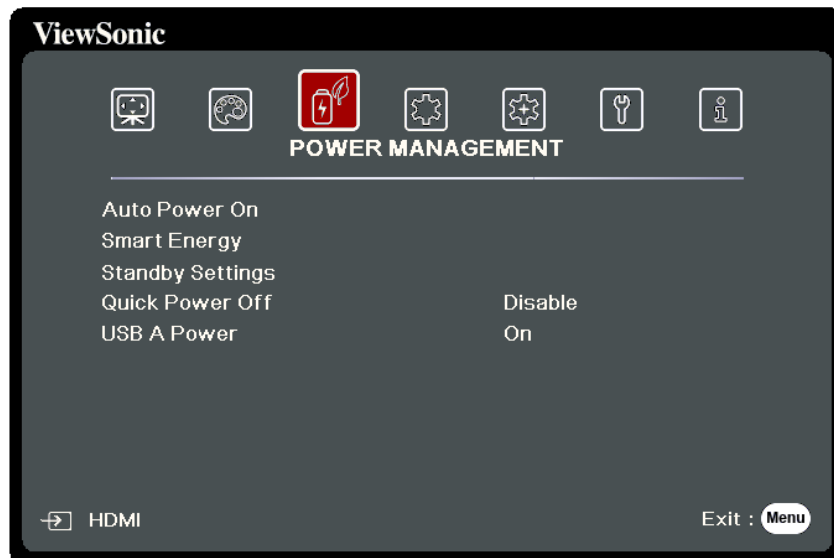 ViewSonic
POWER MANAGEMENT
Auto Power On
Smart Energy
Standby Settings
Quick Power Off Disable
USB A Power On
HDMI Exit : Menu